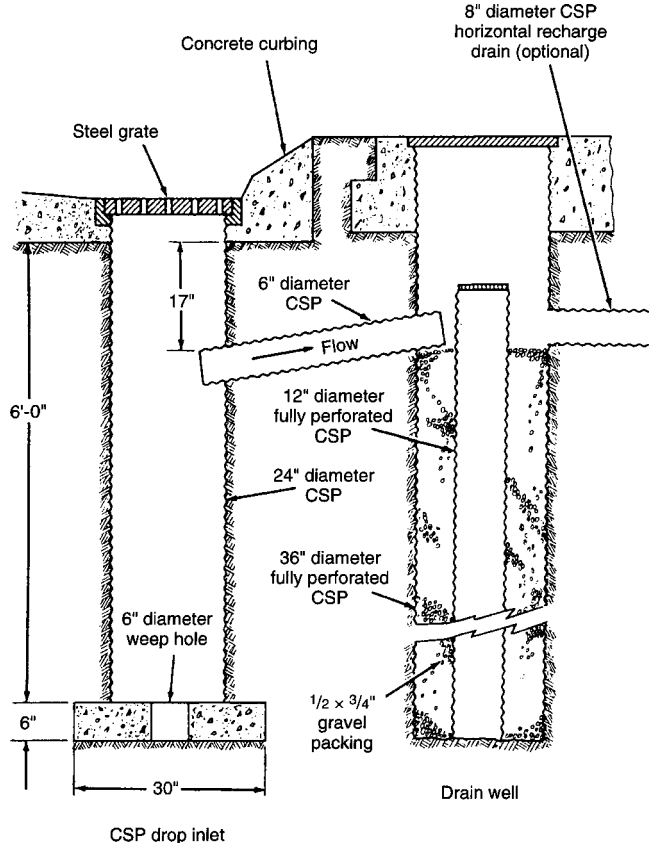 8" diameter CSP
horizontal recharge
drain (optional)
Concrete curbing
Steel grate
17"
6" diameter
CSP
Flow
6'-0"
12" diameter
fully perforated
CSP
24" diameter
CSP
36" diameter
fully perforated
CSP
6" diameter
weep hole
1/2 × 3/4"
gravel
packing
6"
30"
Drain well
CSP drop inlet